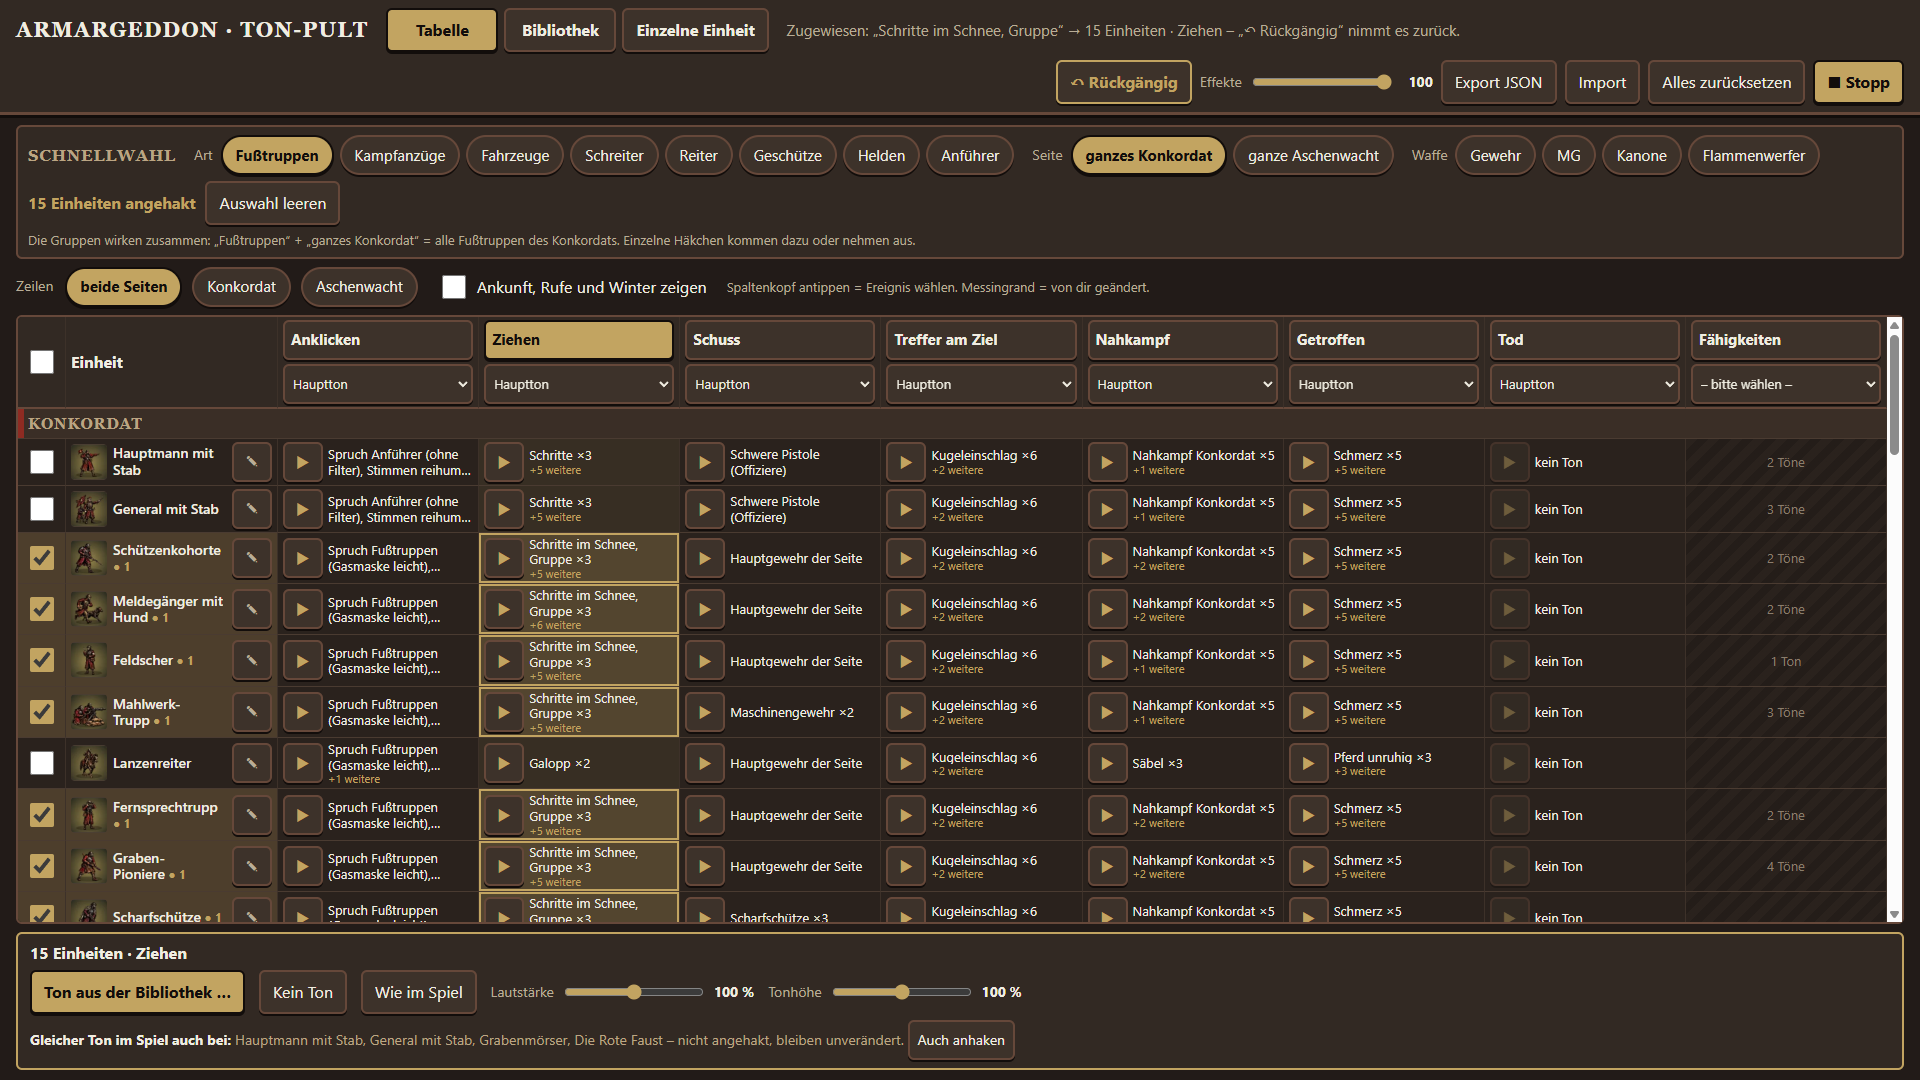 ARMARGEDDON · TON-PULT
Tabelle
Bibliothek
Einzelne Einheit
Zugewiesen: „Schritte im Schnee, Gruppe“ → 15 Einheiten · Ziehen – „↶ Rückgängig“ nimmt es zurück.
↶ Rückgängig
Effekte
100
Export JSON
Import
Alles zurücksetzen
■ Stopp
SCHNELLWAHL
Art
Fußtruppen
Kampfanzüge
Fahrzeuge
Schreiter
Reiter
Geschütze
Helden
Anführer
Seite
ganzes Konkordat
ganze Aschenwacht
Waffe
Gewehr
MG
Kanone
Flammenwerfer
15 Einheiten angehakt
Auswahl leeren
Die Gruppen wirken zusammen: „Fußtruppen“ + „ganzes Konkordat“ = alle Fußtruppen des Konkordats. Einzelne Häkchen kommen dazu oder nehmen aus.
Zeilen
beide Seiten
Konkordat
Aschenwacht
Ankunft, Rufe und Winter zeigen
Spaltenkopf antippen = Ereignis wählen. Messingrand = von dir geändert.
Einheit
Anklicken
Ziehen
Schuss
Treffer am Ziel
Nahkampf
Getroffen
Tod
Fähigkeiten
Hauptton
Hauptton
Hauptton
Hauptton
Hauptton
Hauptton
Hauptton
– bitte wählen –
KONKORDAT
Hauptmann mit
Stab
Spruch Anführer (ohne
Filter), Stimmen reihum...
Schritte ×3
+5 weitere
Schwere Pistole
(Offiziere)
Kugeleinschlag ×6
+2 weitere
Nahkampf Konkordat ×5
+1 weitere
Schmerz ×5
+5 weitere
kein Ton
2 Töne
General mit Stab
Spruch Anführer (ohne
Filter), Stimmen reihum...
Schritte ×3
+5 weitere
Schwere Pistole
(Offiziere)
Kugeleinschlag ×6
+2 weitere
Nahkampf Konkordat ×5
+1 weitere
Schmerz ×5
+5 weitere
kein Ton
3 Töne
Schützenkohorte
● 1
Spruch Fußtruppen
(Gasmaske leicht),...
Schritte im Schnee,
Gruppe ×3
+5 weitere
Hauptgewehr der Seite
Kugeleinschlag ×6
+2 weitere
Nahkampf Konkordat ×5
+2 weitere
Schmerz ×5
+5 weitere
kein Ton
2 Töne
Meldegänger mit
Hund ● 1
Spruch Fußtruppen
(Gasmaske leicht),...
Schritte im Schnee,
Gruppe ×3
+6 weitere
Hauptgewehr der Seite
Kugeleinschlag ×6
+2 weitere
Nahkampf Konkordat ×5
+2 weitere
Schmerz ×5
+5 weitere
kein Ton
2 Töne
Feldscher ● 1
Spruch Fußtruppen
(Gasmaske leicht),...
Schritte im Schnee,
Gruppe ×3
+5 weitere
Hauptgewehr der Seite
Kugeleinschlag ×6
+2 weitere
Nahkampf Konkordat ×5
+1 weitere
Schmerz ×5
+5 weitere
kein Ton
1 Ton
Mahlwerk-
Trupp ● 1
Spruch Fußtruppen
(Gasmaske leicht),...
Schritte im Schnee,
Gruppe ×3
+5 weitere
Maschinengewehr ×2
Kugeleinschlag ×6
+2 weitere
Nahkampf Konkordat ×5
+1 weitere
Schmerz ×5
+5 weitere
kein Ton
3 Töne
Lanzenreiter
Spruch Fußtruppen
(Gasmaske leicht),...
+1 weitere
Galopp ×2
Hauptgewehr der Seite
Kugeleinschlag ×6
+2 weitere
Säbel ×3
Pferd unruhig ×3
+3 weitere
kein Ton
Fernsprechtrupp
● 1
Spruch Fußtruppen
(Gasmaske leicht),...
Schritte im Schnee,
Gruppe ×3
+5 weitere
Hauptgewehr der Seite
Kugeleinschlag ×6
+2 weitere
Nahkampf Konkordat ×5
+2 weitere
Schmerz ×5
+5 weitere
kein Ton
2 Töne
Graben-
Pioniere ● 1
Spruch Fußtruppen
(Gasmaske leicht),...
Schritte im Schnee,
Gruppe ×3
+5 weitere
Hauptgewehr der Seite
Kugeleinschlag ×6
+2 weitere
Nahkampf Konkordat ×5
+2 weitere
Schmerz ×5
+5 weitere
kein Ton
4 Töne
Scharfschütze ● 1
Spruch Fußtruppen
Schritte im Schnee,
Gruppe ×3
Scharfschütze ×3
Kugeleinschlag ×6
Nahkampf Konkordat ×5
Schmerz ×5
kein Ton
15 Einheiten · Ziehen
Ton aus der Bibliothek ...
Kein Ton
Wie im Spiel
Lautstärke
100 %
Tonhöhe
100 %
Gleicher Ton im Spiel auch bei: Hauptmann mit Stab, General mit Stab, Grabenmörser, Die Rote Faust – nicht angehakt, bleiben unverändert.
Auch anhaken